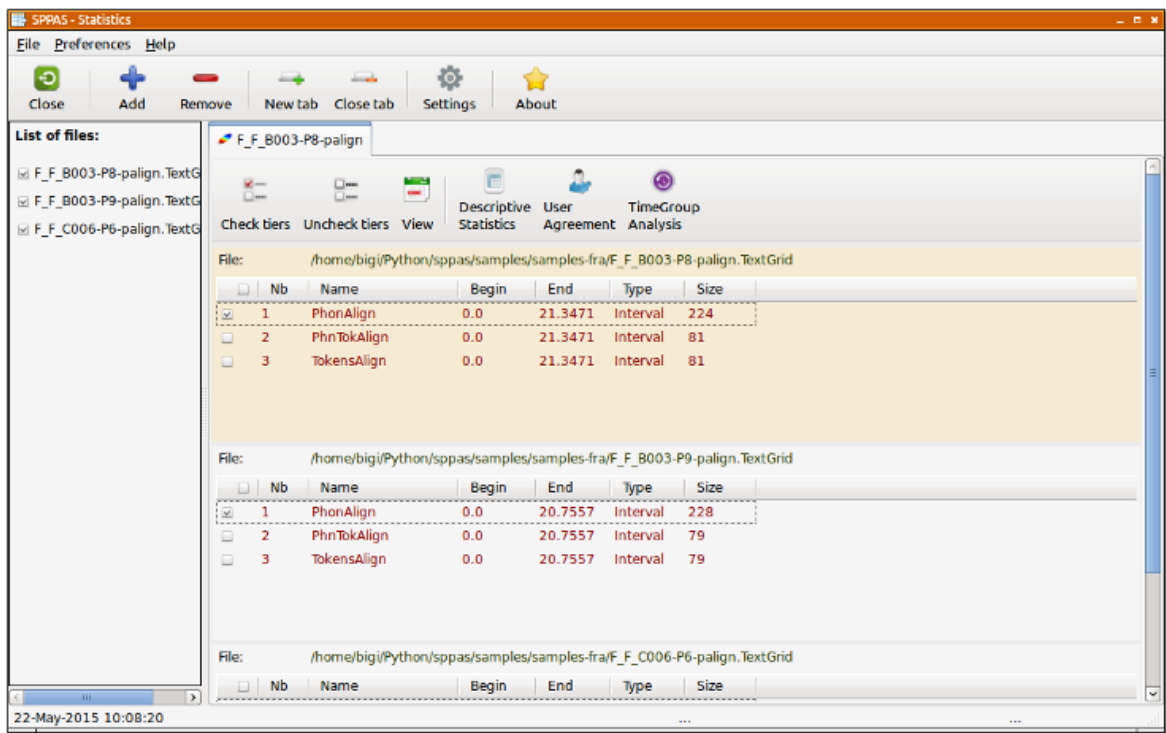 SPPAS - Statistics
File Preferences Help
Close Add Remove New tab Close tab Settings About
List of files:
F_F_B003-P8-palign.TextG
F_F_B003-P9-palign.TextG
F_F_C006-P6-palign.TextG
F_F_B003-P8-palign
Check tiers Uncheck tiers View Descriptive Statistics User Agreement TimeGroup Analysis
File: /home/bigi/Python/sppas/samples/samples-fra/F_F_B003-P8-palign.TextGrid
Nb Name Begin End Type Size
1 PhonAlign 0.0 21.3471 Interval 224
2 PhnTokAlign 0.0 21.3471 Interval 81
3 TokensAlign 0.0 21.3471 Interval 81
File: /home/bigi/Python/sppas/samples/samples-fra/F_F_B003-P9-palign.TextGrid
Nb Name Begin End Type Size
1 PhonAlign 0.0 20.7557 Interval 228
2 PhnTokAlign 0.0 20.7557 Interval 79
3 TokensAlign 0.0 20.7557 Interval 79
File: /home/bigi/Python/sppas/samples/samples-fra/F_F_C006-P6-palign.TextGrid
Nb Name Begin End Type Size
22-May-2015 10:08:20 ... ...